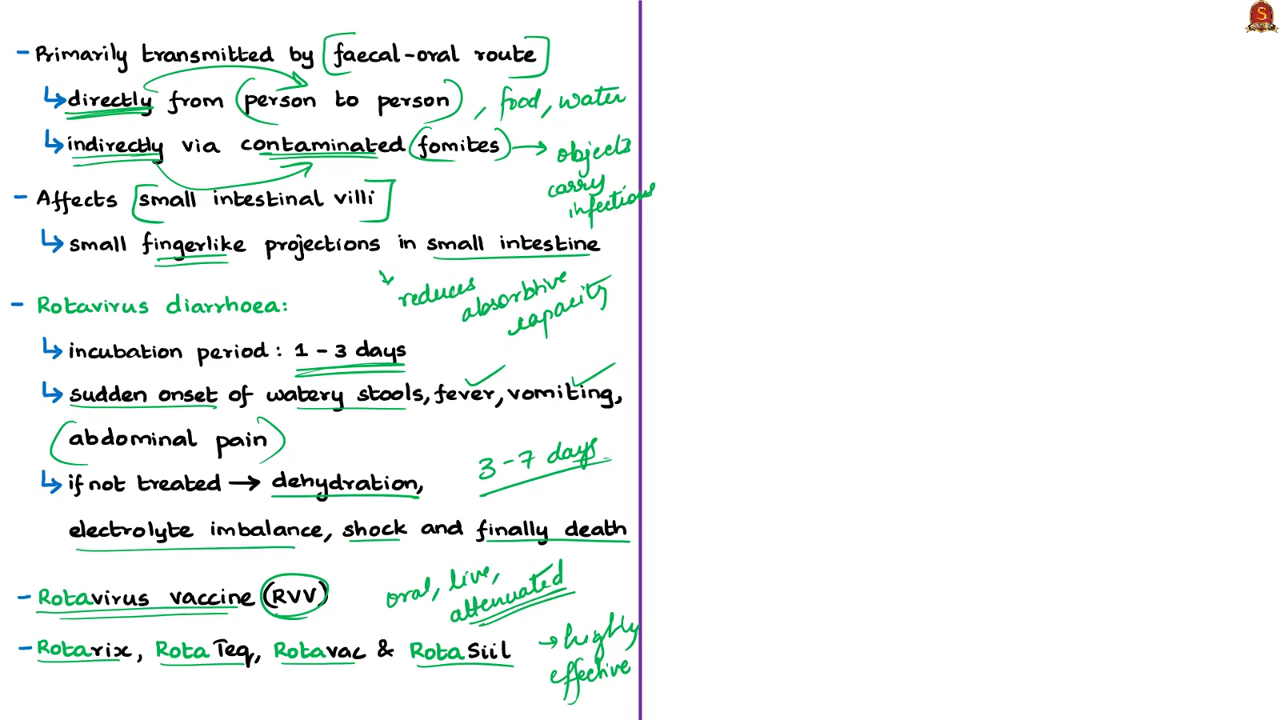 - Primarily transmitted by faecal-oral route
↳ directly from (person to person), food, water
↳ indirectly via contaminated (fomites) → objects carry infectious
- Affects [small intestinal villi]
↳ small fingerlike projections in small intestine
↓ reduces absorbtive capacity
- Rotavirus diarrhoea:
↳ incubation period : 1 - 3 days
↳ sudden onset of watery stools, fever, vomiting,
(abdominal pain)
3-7 days
↳ if not treated → dehydration,
electrolyte imbalance, shock and finally death
- Rotavirus vaccine (RVV)
oral, live, attenuated
- Rotarix, RotaTeq, Rotavac & RotaSiil
→ highly effective
S